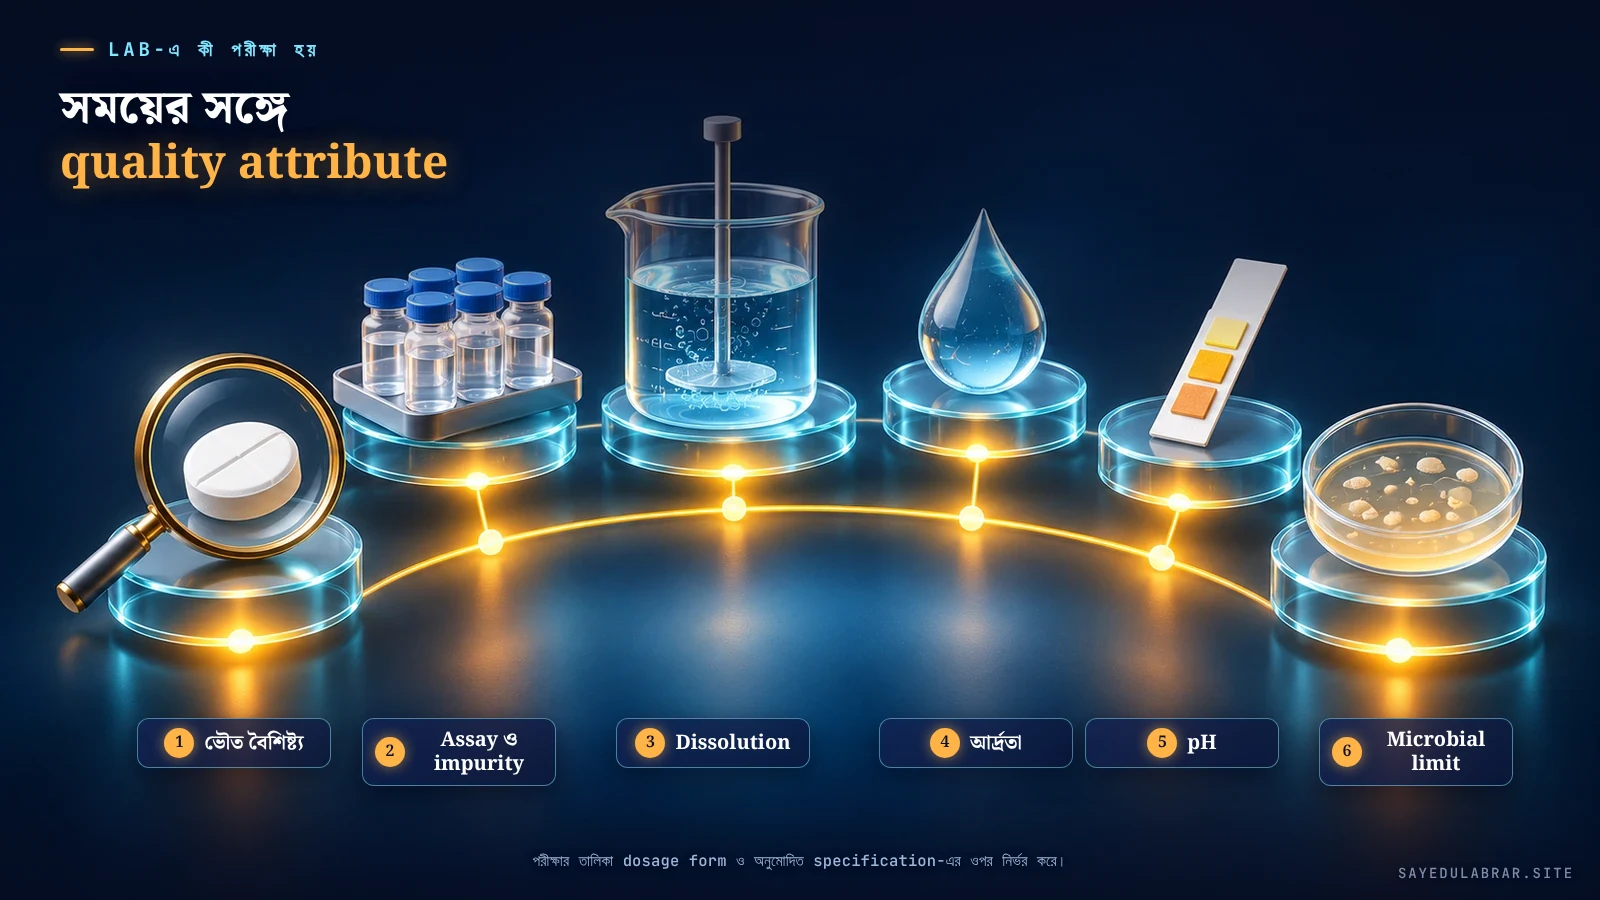 LAB-এ কী পরীক্ষা হয়
সময়ের সঙ্গে
quality attribute
1 ভৌত বৈশিষ্ট্য
2 Assay ও
impurity
3 Dissolution
4 আর্দ্রতা
5 pH
6 Microbial
limit
পরীক্ষার তালিকা dosage form ও অনুমোদিত specification-এর ওপর নির্ভর করে।
SAYEDULABRAR.SITE